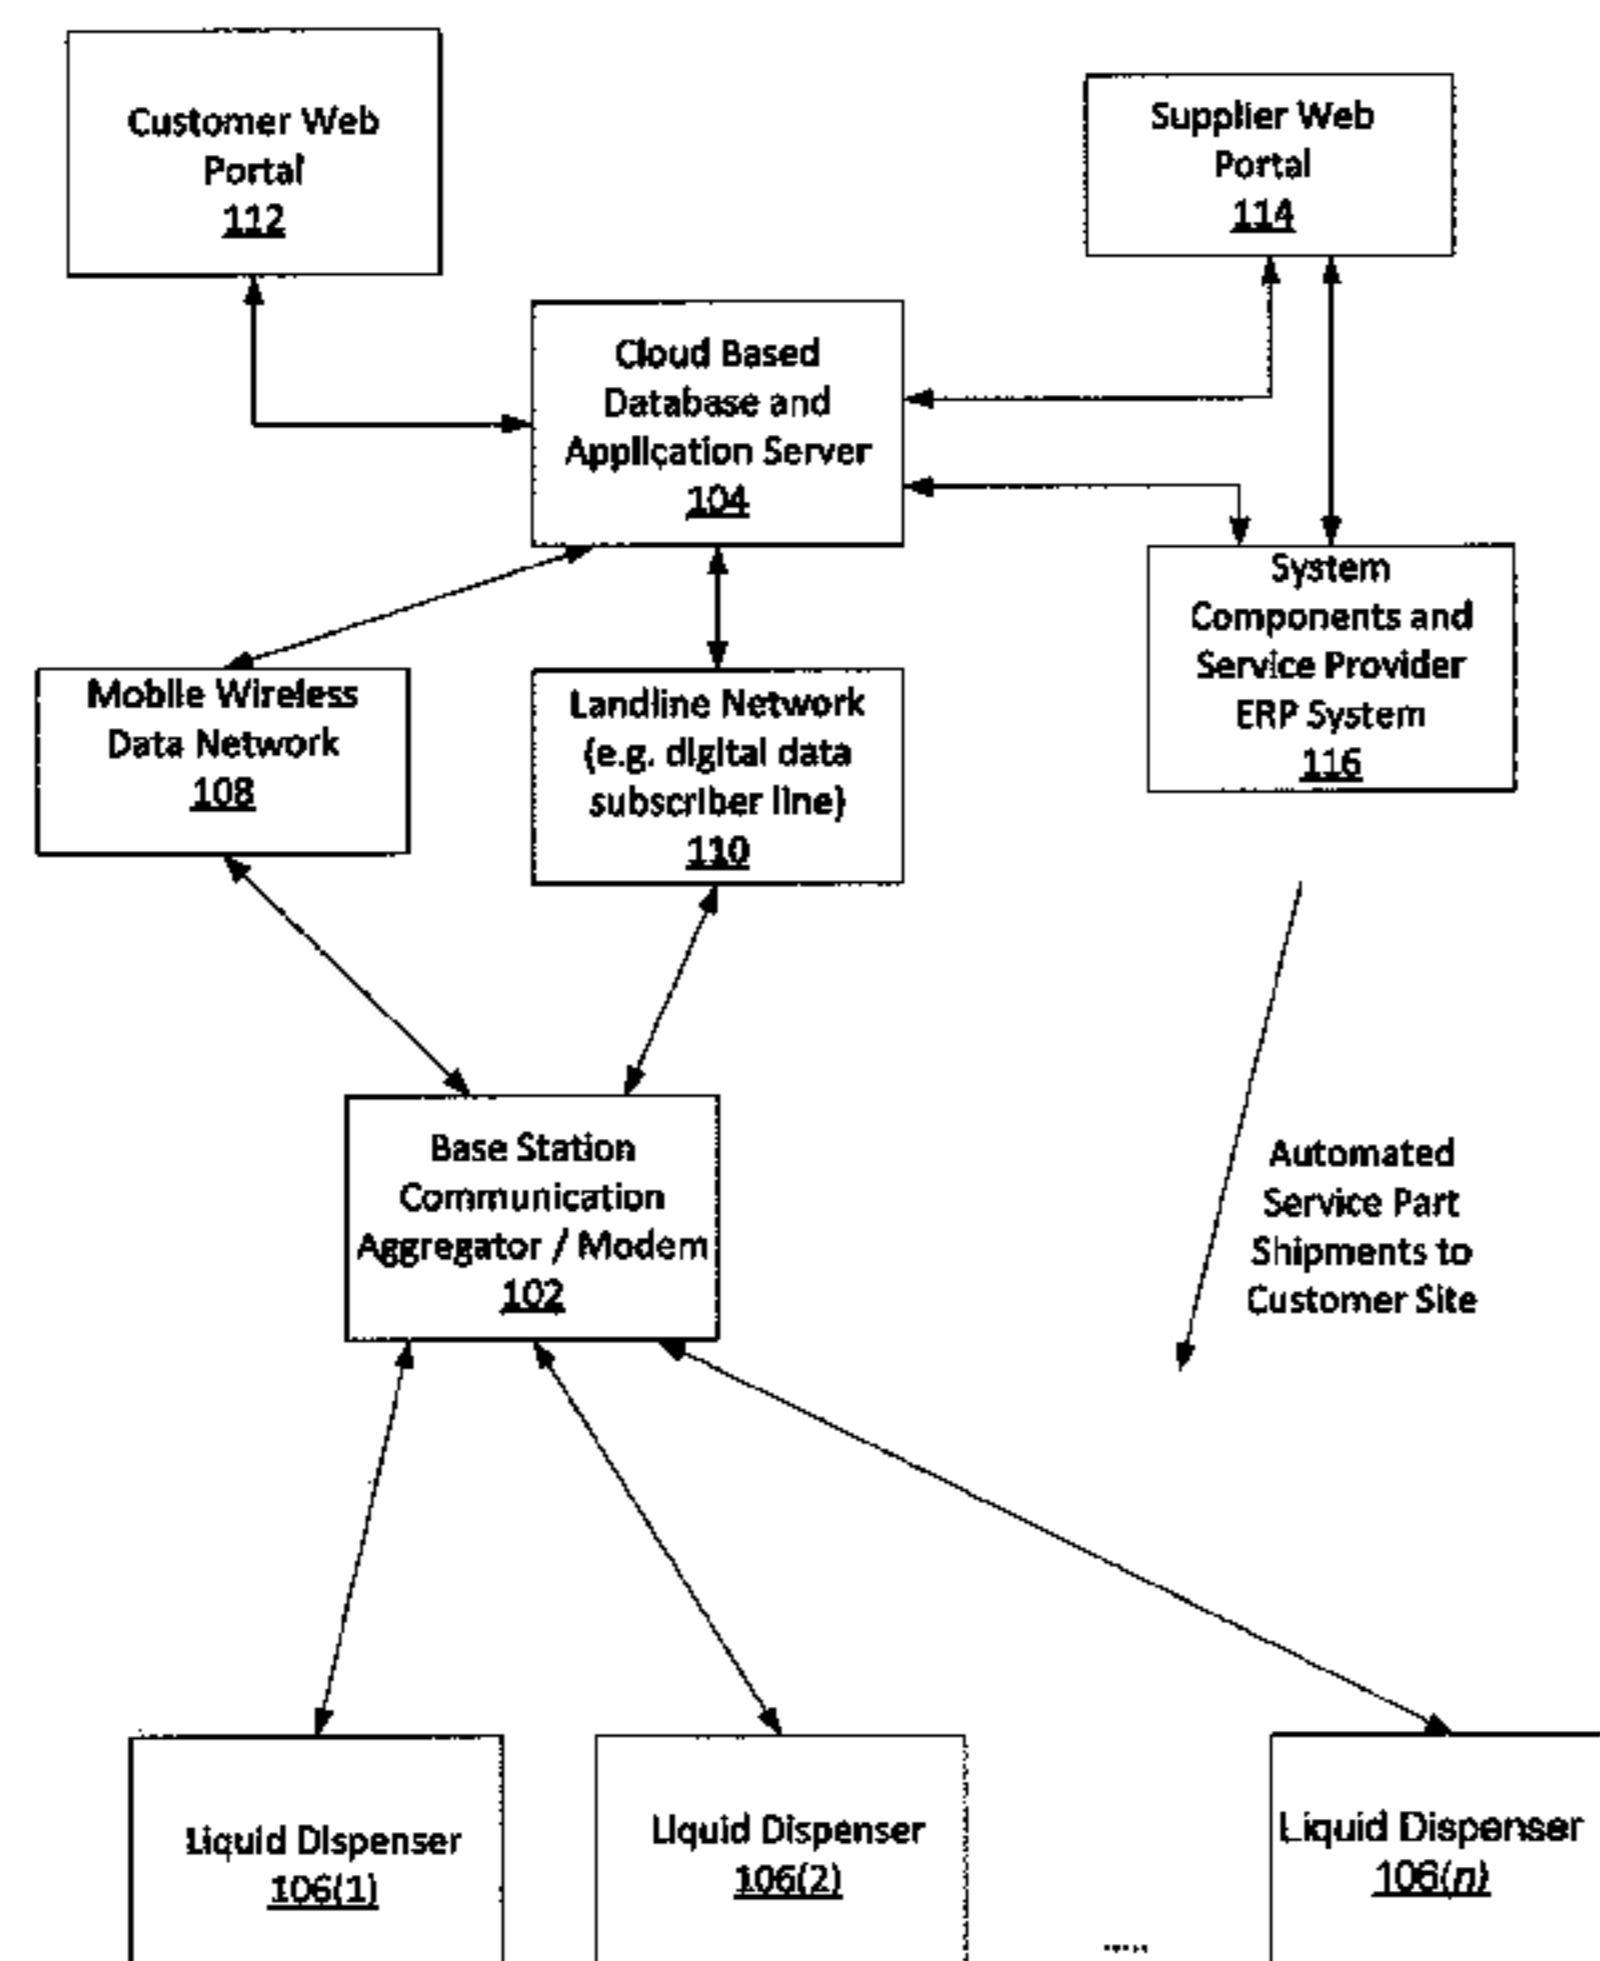 Customer Web
Portal
112
Supplier Web
Portal
114
Cloud Based
Database and
Application Server
104
System
Components and
Service Provider
ERP System
116
Mobile Wireless
Data Network
108
Landline Network
(e.g. digital data
subscriber line)
110
Base Station
Communication
Aggregator / Modem
102
Automated
Service Part
Shipments to
Customer Site
Liquid Dispenser
106(1)
Liquid Dispenser
106(2)
.....
Liquid Dispenser
106(n)